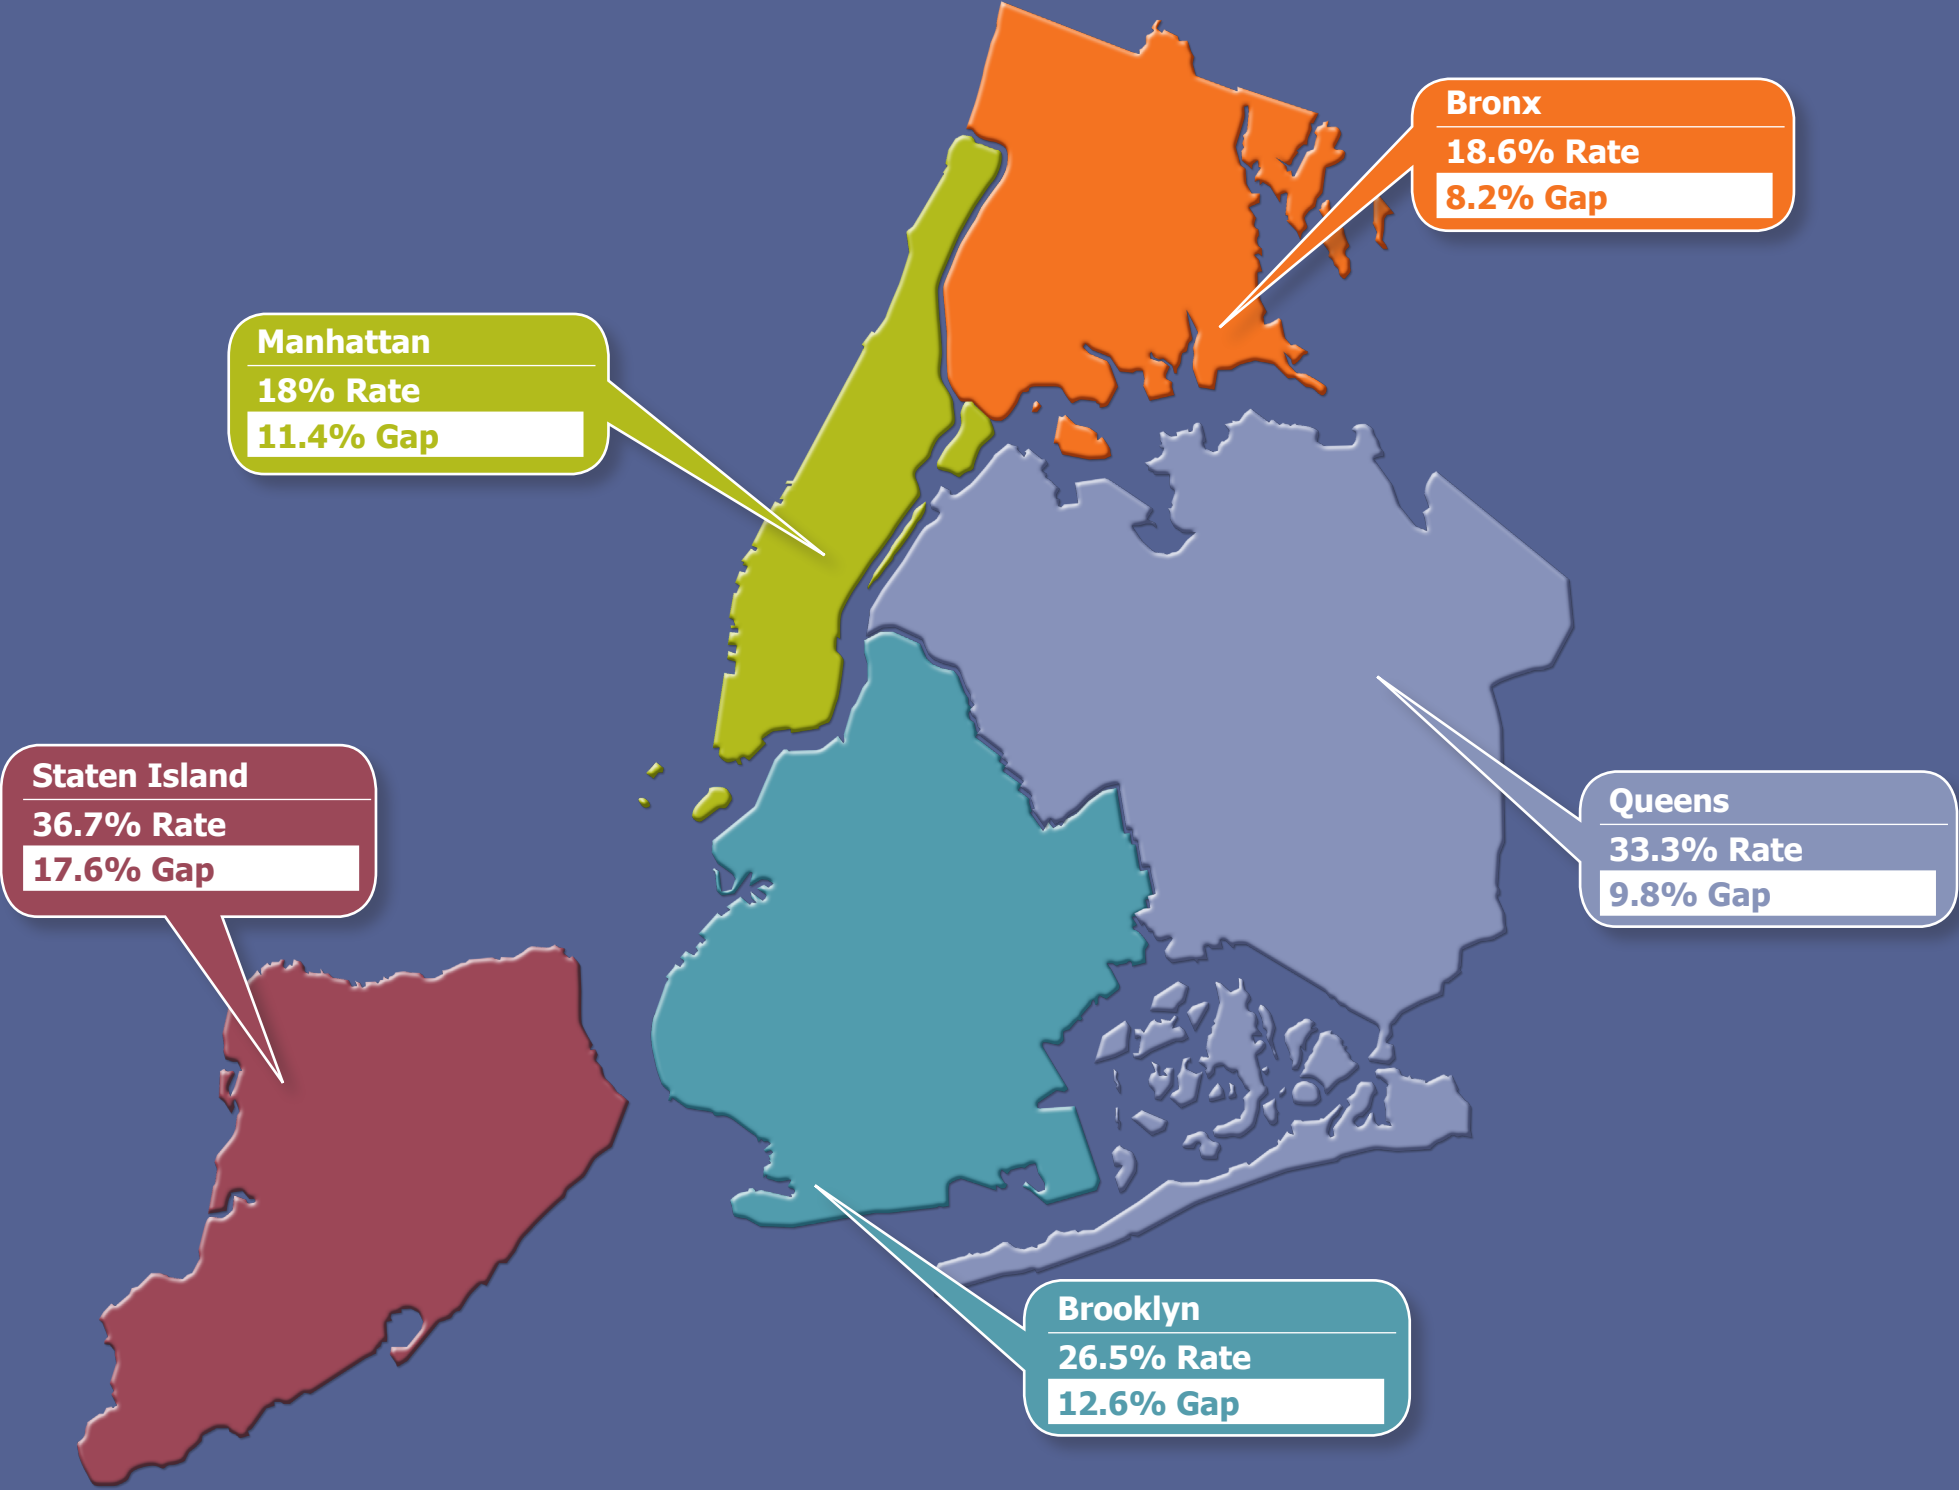 Bronx
18.6% Rate
8.2% Gap
Manhattan
18% Rate
11.4% Gap
Staten Island
36.7% Rate
17.6% Gap
Queens
33.3% Rate
9.8% Gap
Brooklyn
26.5% Rate
12.6% Gap